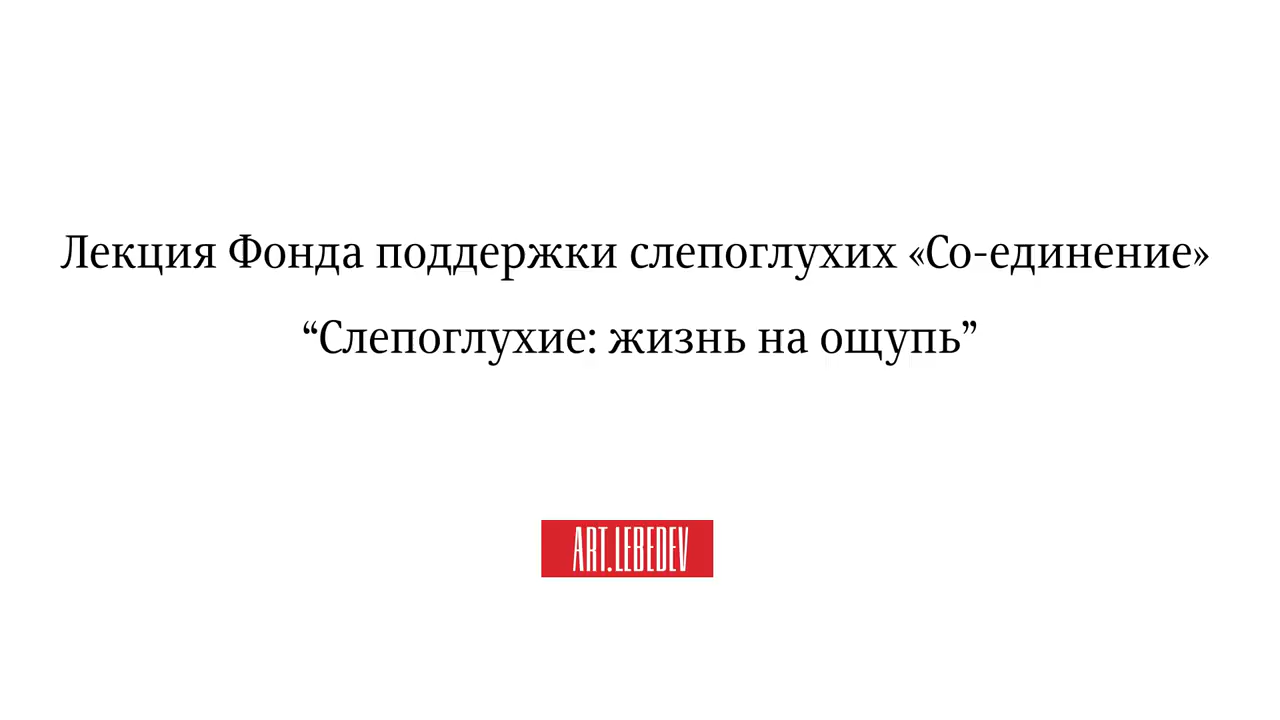 Лекция Фонда поддержки слепоглухих «Со-единение»
“Слепоглухие: жизнь на ощупь”
ART.LEBEDEV